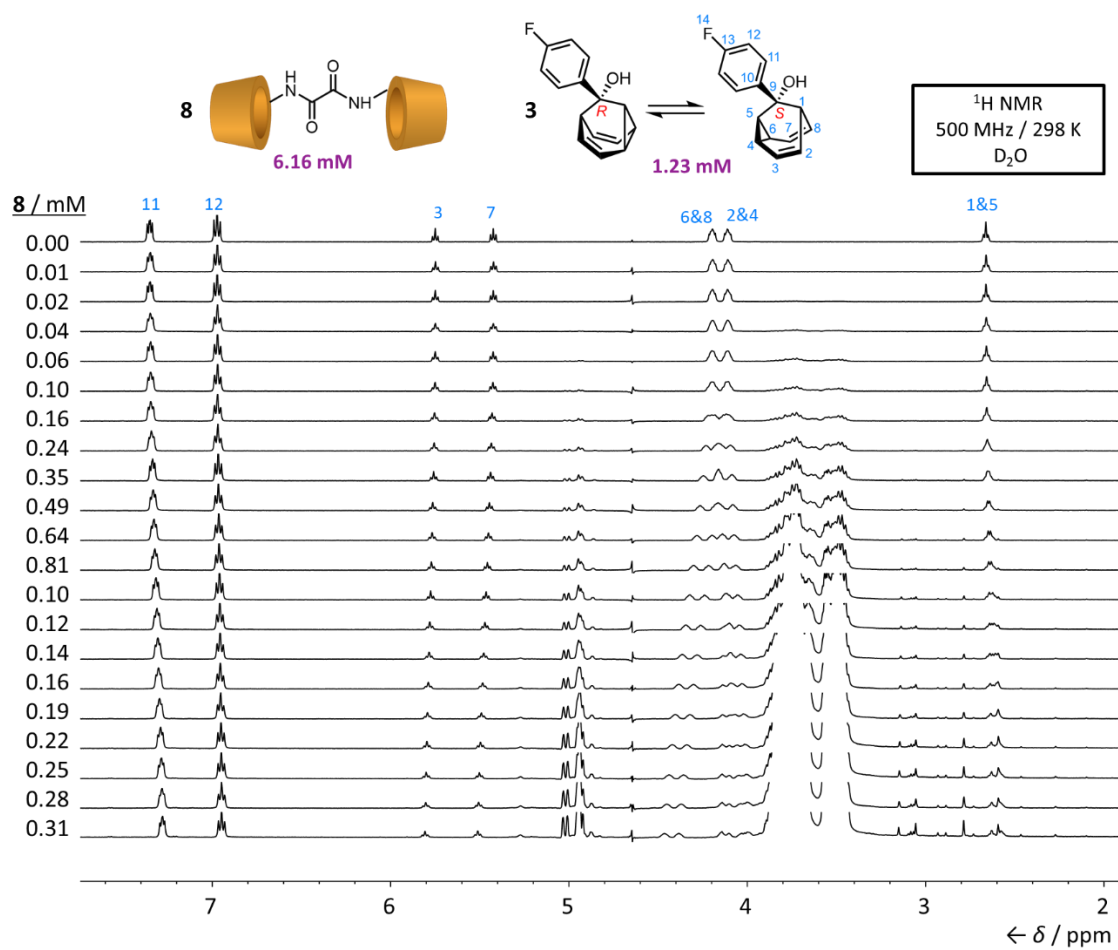 8
H
N
O
O
NH
6.16 mM
3
F
OH
R
F
14
13
12
11
10
9
OH
S
1
5
6
7
8
4
3
2
1.23 mM
¹H NMR
500 MHz / 298 K
D₂O
8 / mM
11
12
3
7
6&8
2&4
1&5
0.00
0.01
0.02
0.04
0.06
0.10
0.16
0.24
0.35
0.49
0.64
0.81
0.10
0.12
0.14
0.16
0.19
0.22
0.25
0.28
0.31
7
6
5
4
3
2
← δ / ppm